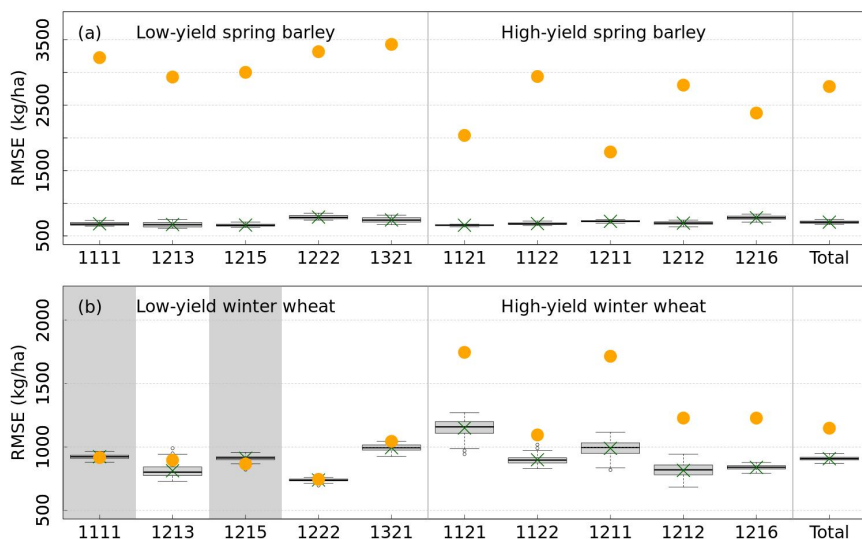 (a) Low-yield spring barley High-yield spring barley
RMSE (kg/ha)
3500
2500
1500
500
1111 1213 1215 1222 1321 1121 1122 1211 1212 1216 Total
(b) Low-yield winter wheat High-yield winter wheat
RMSE (kg/ha)
2000
1500
1000
500
1111 1213 1215 1222 1321 1121 1122 1211 1212 1216 Total